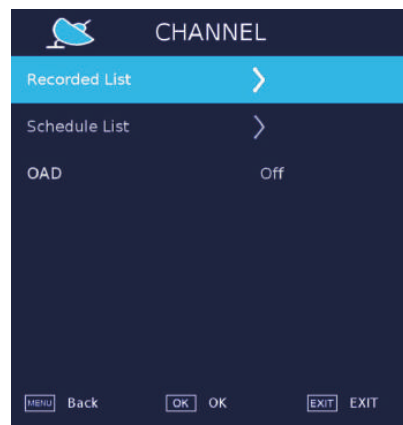 CHANNEL
Recorded List
Schedule List
OAD Off
MENU Back OK OK EXIT EXIT